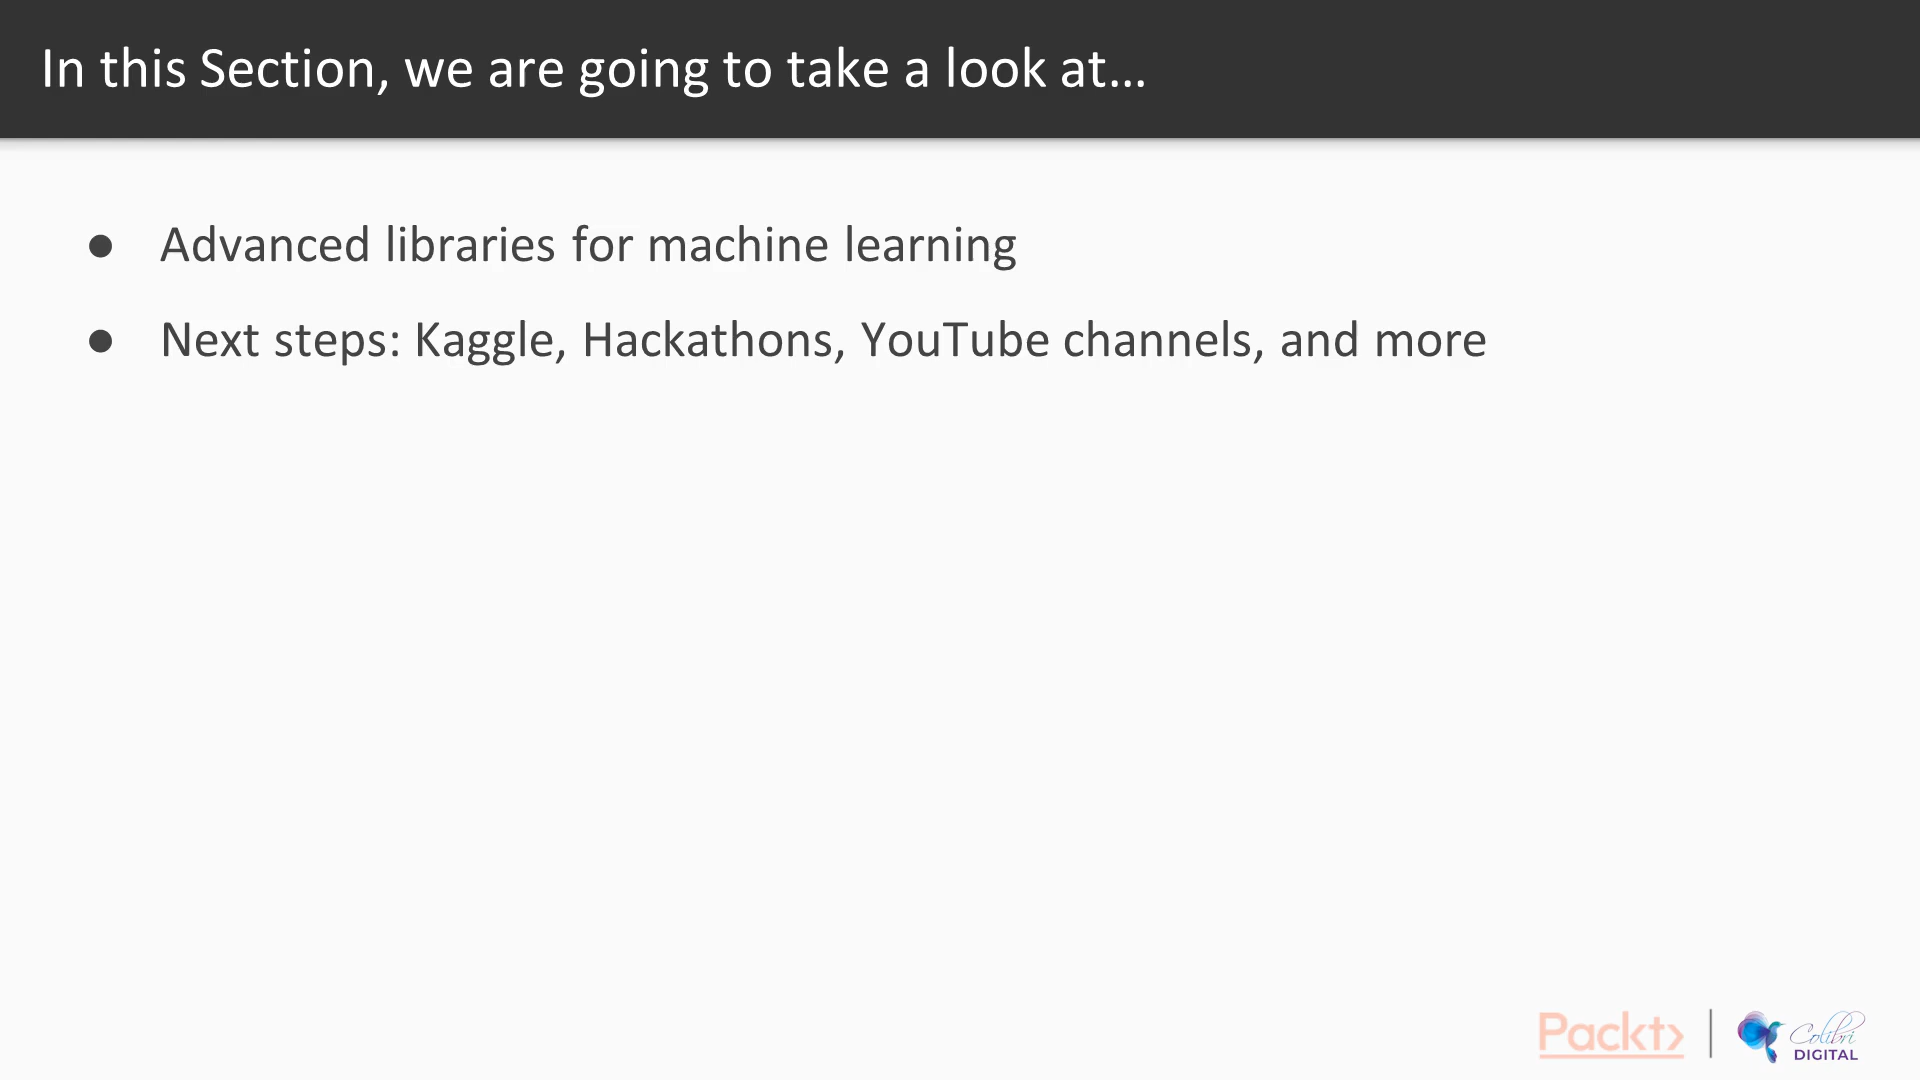 In this Section, we are going to take a look at...
● Advanced libraries for machine learning
● Next steps: Kaggle, Hackathons, YouTube channels, and more
Packt>
Colibri
DIGITAL